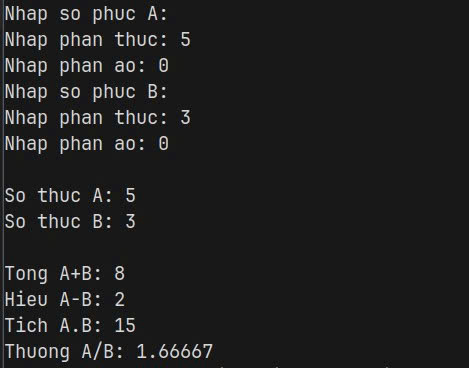 Nhap so phuc A:
Nhap phan thuc: 5
Nhap phan ao: 0
Nhap so phuc B:
Nhap phan thuc: 3
Nhap phan ao: 0
So thuc A: 5
So thuc B: 3
Tong A+B: 8
Hieu A-B: 2
Tich A.B: 15
Thuong A/B: 1.66667